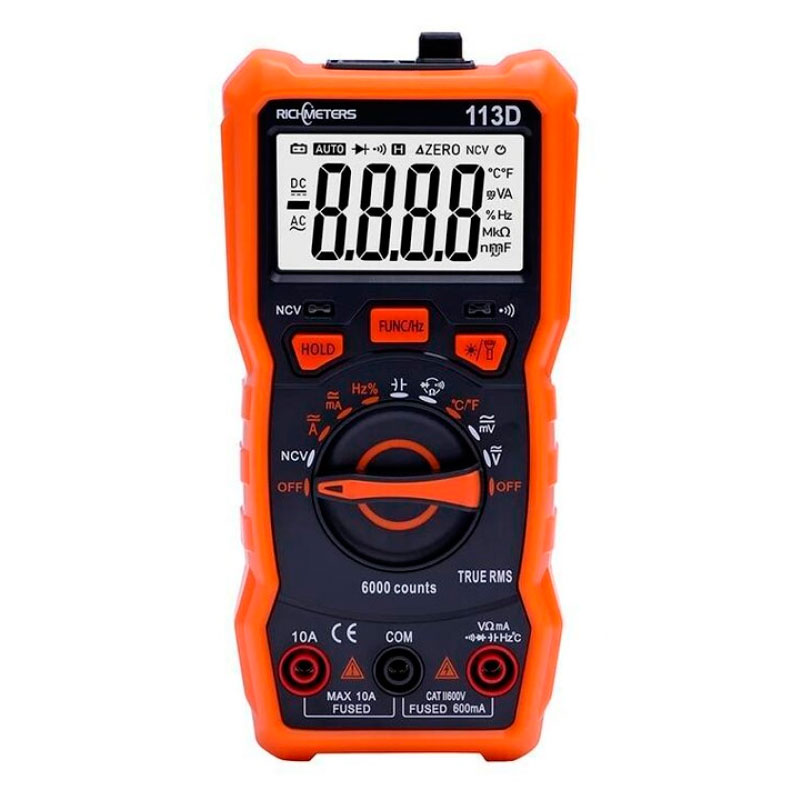 RICHMETERS 113D
AUTO H ΔZERO NCV
DC °C°F
8.8.8.8
VA
AC % Hz
MkΩ
NCV
FUNC/Hz
HOLD
Hz%
mA °C/°F
A mV
NCV V
OFF OFF
TRUE RMS
6000 counts
10A CE COM VΩmA
Hz°C
MAX 10A CAT II600V
FUSED FUSED 600mA